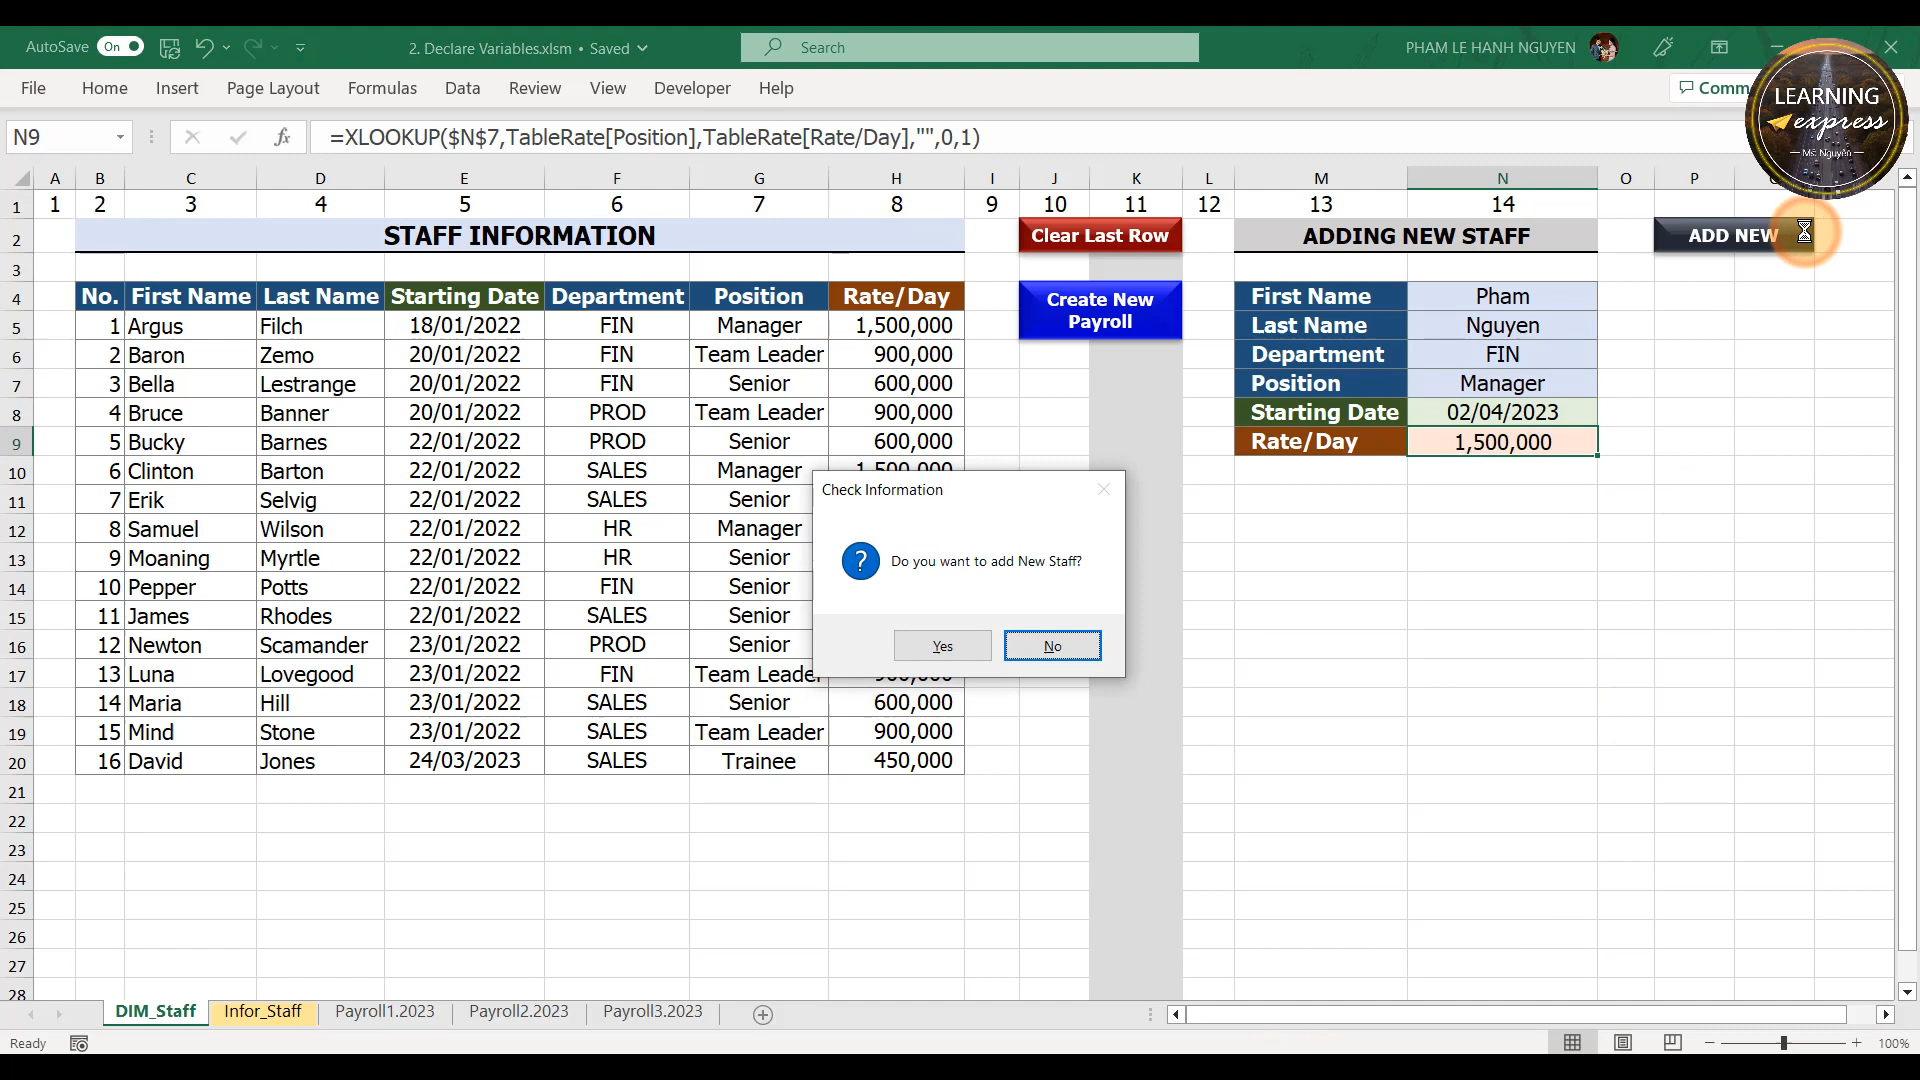 AutoSave On 2. Declare Variables.xlsm • Saved Search PHAM LE HANH NGUYEN
File Home Insert Page Layout Formulas Data Review View Developer Help Comm
LEARNING
express
Ms. Nguyên
N9 fx =XLOOKUP($N$7,TableRate[Position],TableRate[Rate/Day],"",0,1)
A B C D E F G H I J K L M N O P
1 1 2 3 4 5 6 7 8 9 10 11 12 13 14
2 STAFF INFORMATION Clear Last Row ADDING NEW STAFF ADD NEW
3
4 No. First Name Last Name Starting Date Department Position Rate/Day Create New First Name Pham
Payroll
5 1 Argus Filch 18/01/2022 FIN Manager 1,500,000 Last Name Nguyen
6 2 Baron Zemo 20/01/2022 FIN Team Leader 900,000 Department FIN
7 3 Bella Lestrange 20/01/2022 FIN Senior 600,000 Position Manager
8 4 Bruce Banner 20/01/2022 PROD Team Leader 900,000 Starting Date 02/04/2023
9 5 Bucky Barnes 22/01/2022 PROD Senior 600,000 Rate/Day 1,500,000
10 6 Clinton Barton 22/01/2022 SALES Manager 1,500,000
11 7 Erik Selvig 22/01/2022 SALES Senior
12 8 Samuel Wilson 22/01/2022 HR Manager
13 9 Moaning Myrtle 22/01/2022 HR Senior
14 10 Pepper Potts 22/01/2022 FIN Senior
15 11 James Rhodes 22/01/2022 SALES Senior
16 12 Newton Scamander 23/01/2022 PROD Senior
17 13 Luna Lovegood 23/01/2022 FIN Team Leader 900,000
18 14 Maria Hill 23/01/2022 SALES Senior 600,000
19 15 Mind Stone 23/01/2022 SALES Team Leader 900,000
20 16 David Jones 24/03/2023 SALES Trainee 450,000
21
22
23
24
25
26
27
28
Check Information
Do you want to add New Staff?
Yes No
DIM_Staff Infor_Staff Payroll1.2023 Payroll2.2023 Payroll3.2023
Ready 100%